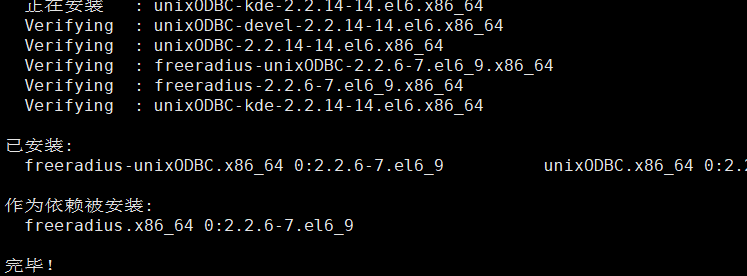 正在安装   : unixODBC-kde-2.2.14-14.el6.x86_64
Verifying  : unixODBC-devel-2.2.14-14.el6.x86_64
Verifying  : unixODBC-2.2.14-14.el6.x86_64
Verifying  : freeradius-unixODBC-2.2.6-7.el6_9.x86_64
Verifying  : freeradius-2.2.6-7.el6_9.x86_64
Verifying  : unixODBC-kde-2.2.14-14.el6.x86_64
已安装:
freeradius-unixODBC.x86_64 0:2.2.6-7.el6_9          unixODBC.x86_64 0:2.2
作为依赖被安装:
freeradius.x86_64 0:2.2.6-7.el6_9
完毕!